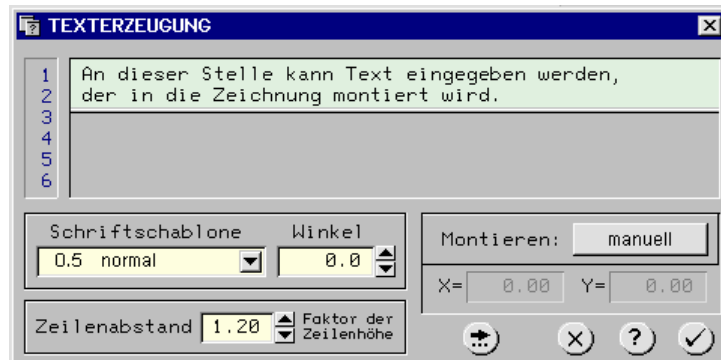 TEXTERZEUGUNG
1 An dieser Stelle kann Text eingegeben werden,
2 der in die Zeichnung montiert wird.
3
4
5
6
Schriftschablone Winkel
0.5 normal 0.0
Montieren: manuell
X= 0.00 Y= 0.00
Zeilenabstand 1.20 Faktor der
Zeilenhöhe
?